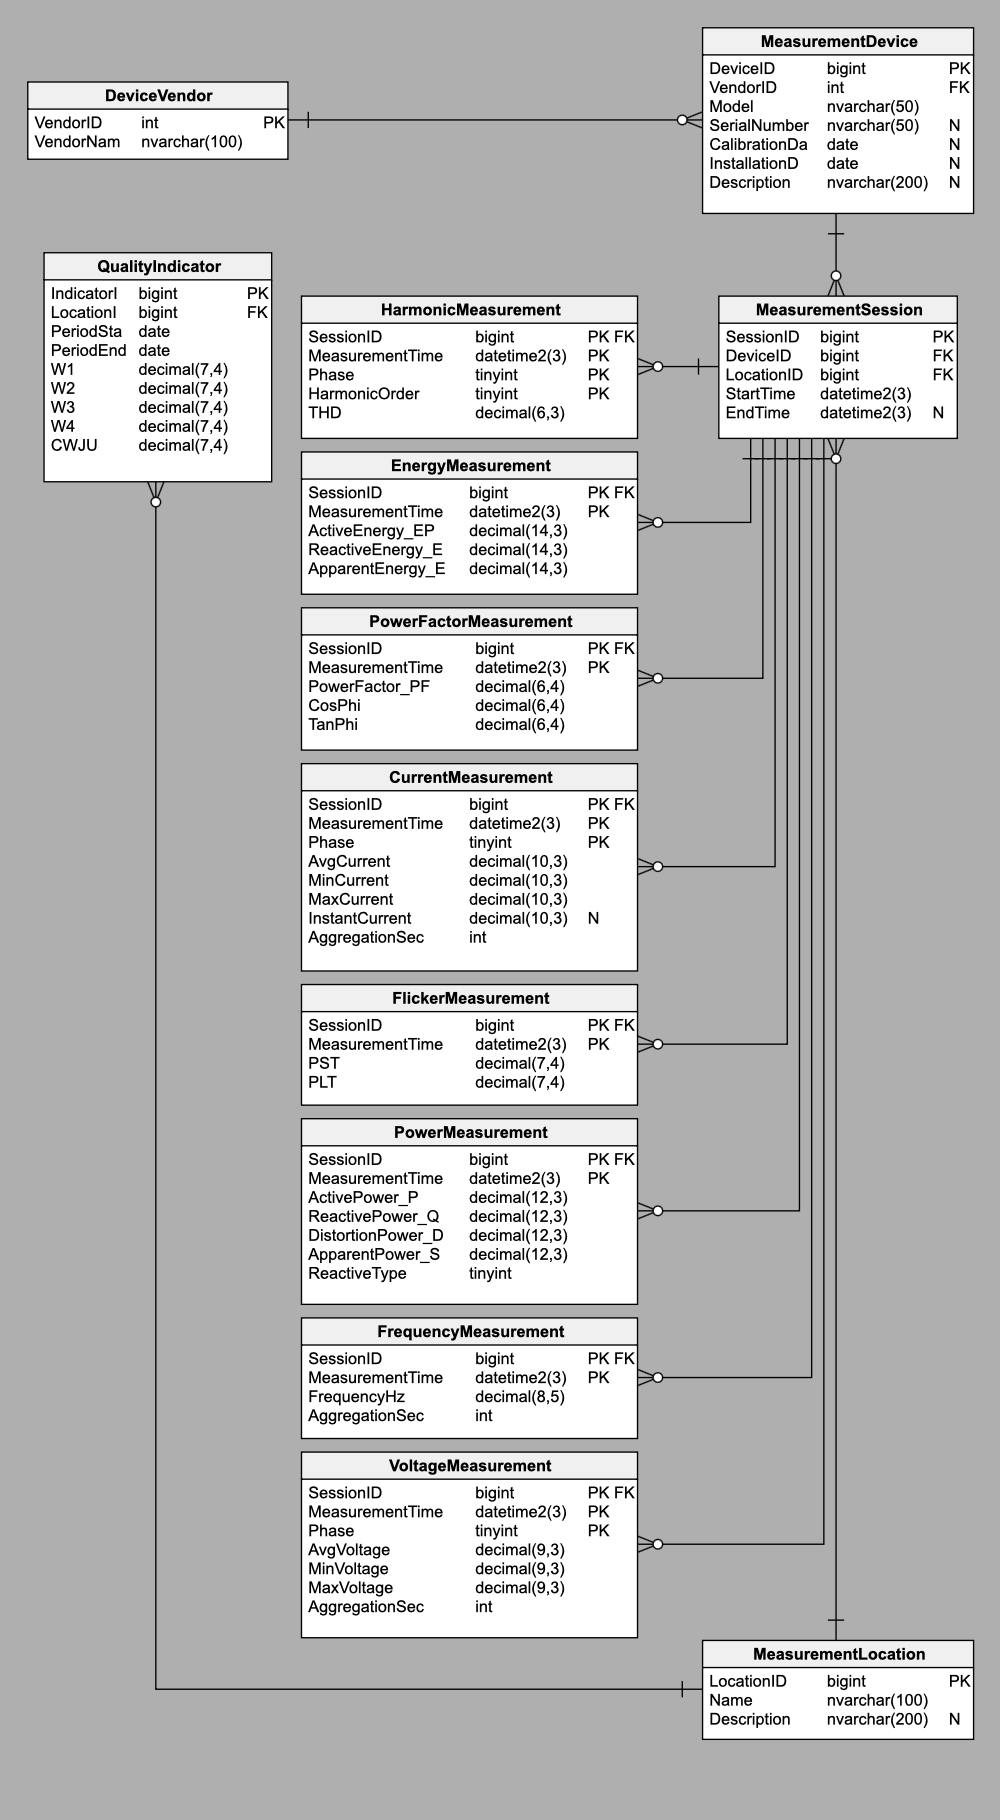 MeasurementDevice
DeviceID bigint PK
VendorID int FK
Model nvarchar(50)
SerialNumber nvarchar(50) N
CalibrationDa date N
InstallationD date N
Description nvarchar(200) N
DeviceVendor
VendorID int PK
VendorNam nvarchar(100)
QualityIndicator
IndicatorI bigint PK
LocationI bigint FK
PeriodSta date
PeriodEnd date
W1 decimal(7,4)
W2 decimal(7,4)
W3 decimal(7,4)
W4 decimal(7,4)
CWJU decimal(7,4)
HarmonicMeasurement
SessionID bigint PK FK
MeasurementTime datetime2(3) PK
Phase tinyint PK
HarmonicOrder tinyint PK
THD decimal(6,3)
MeasurementSession
SessionID bigint PK
DeviceID bigint FK
LocationID bigint FK
StartTime datetime2(3)
EndTime datetime2(3) N
EnergyMeasurement
SessionID bigint PK FK
MeasurementTime datetime2(3) PK
ActiveEnergy_EP decimal(14,3)
ReactiveEnergy_E decimal(14,3)
ApparentEnergy_E decimal(14,3)
PowerFactorMeasurement
SessionID bigint PK FK
MeasurementTime datetime2(3) PK
PowerFactor_PF decimal(6,4)
CosPhi decimal(6,4)
TanPhi decimal(6,4)
CurrentMeasurement
SessionID bigint PK FK
MeasurementTime datetime2(3) PK
Phase tinyint PK
AvgCurrent decimal(10,3)
MinCurrent decimal(10,3)
MaxCurrent decimal(10,3)
InstantCurrent decimal(10,3) N
AggregationSec int
FlickerMeasurement
SessionID bigint PK FK
MeasurementTime datetime2(3) PK
PST decimal(7,4)
PLT decimal(7,4)
PowerMeasurement
SessionID bigint PK FK
MeasurementTime datetime2(3) PK
ActivePower_P decimal(12,3)
ReactivePower_Q decimal(12,3)
DistortionPower_D decimal(12,3)
ApparentPower_S decimal(12,3)
ReactiveType tinyint
FrequencyMeasurement
SessionID bigint PK FK
MeasurementTime datetime2(3) PK
FrequencyHz decimal(8,5)
AggregationSec int
VoltageMeasurement
SessionID bigint PK FK
MeasurementTime datetime2(3) PK
Phase tinyint PK
AvgVoltage decimal(9,3)
MinVoltage decimal(9,3)
MaxVoltage decimal(9,3)
AggregationSec int
MeasurementLocation
LocationID bigint PK
Name nvarchar(100)
Description nvarchar(200) N